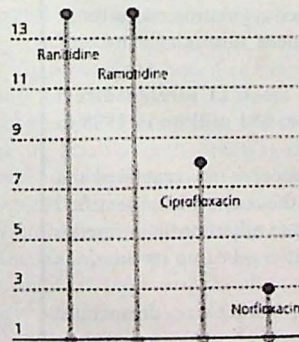 13
Ranitidine
Ramotidine
11
9
7
Ciprofloxacin
5
3
Norfloxacin
1